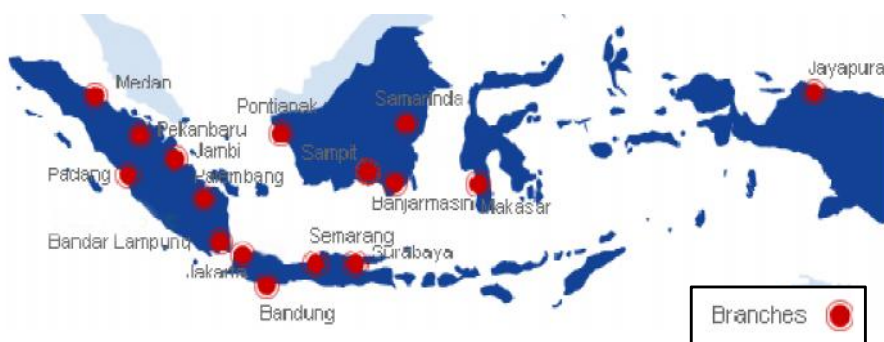 Jayapura
Medan
Pontianak
Samarinda
Pekanbaru
Jambi
Sampit
Padang
Palembang
Banjarmasin
Makasar
Bandar Lampung
Semarang
Surabaya
Jakarta
Bandung
Branches